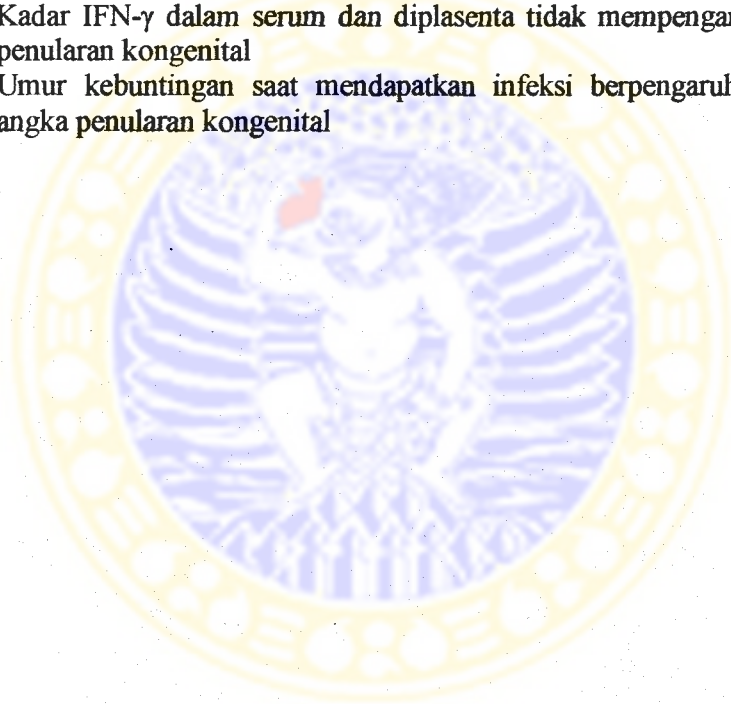 Kadar IFN-γ dalam serum dan diplasenta tidak mempengar
penularan kongenital
Umur kebuntingan saat mendapatkan infeksi berpengaruh
angka penularan kongenital